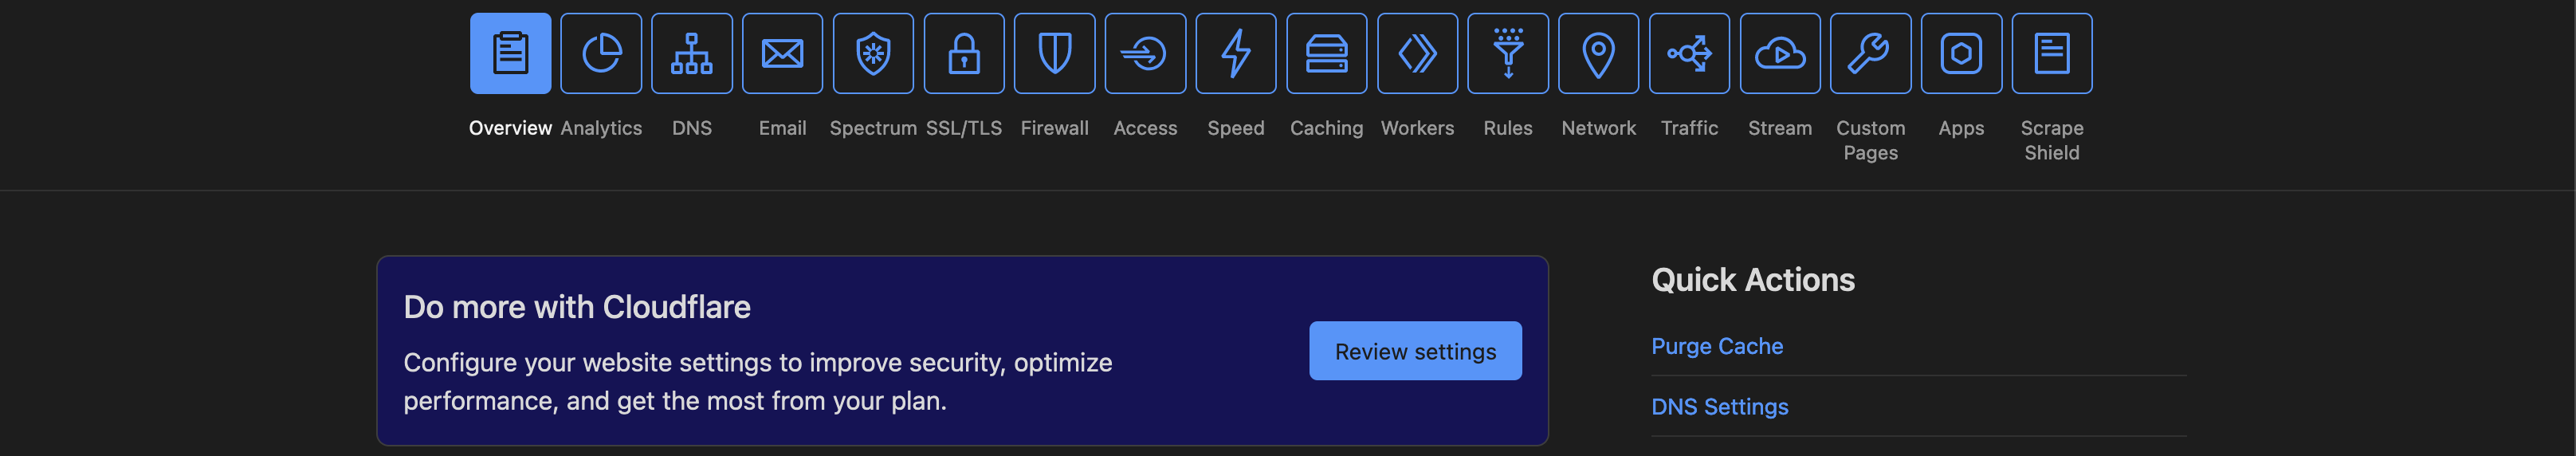 Overview Analytics DNS Email Spectrum SSL/TLS Firewall Access Speed Caching Workers Rules Network Traffic Stream Custom Pages Apps Scrape Shield
Do more with Cloudflare
Configure your website settings to improve security, optimize
performance, and get the most from your plan.
Review settings
Quick Actions
Purge Cache
DNS Settings